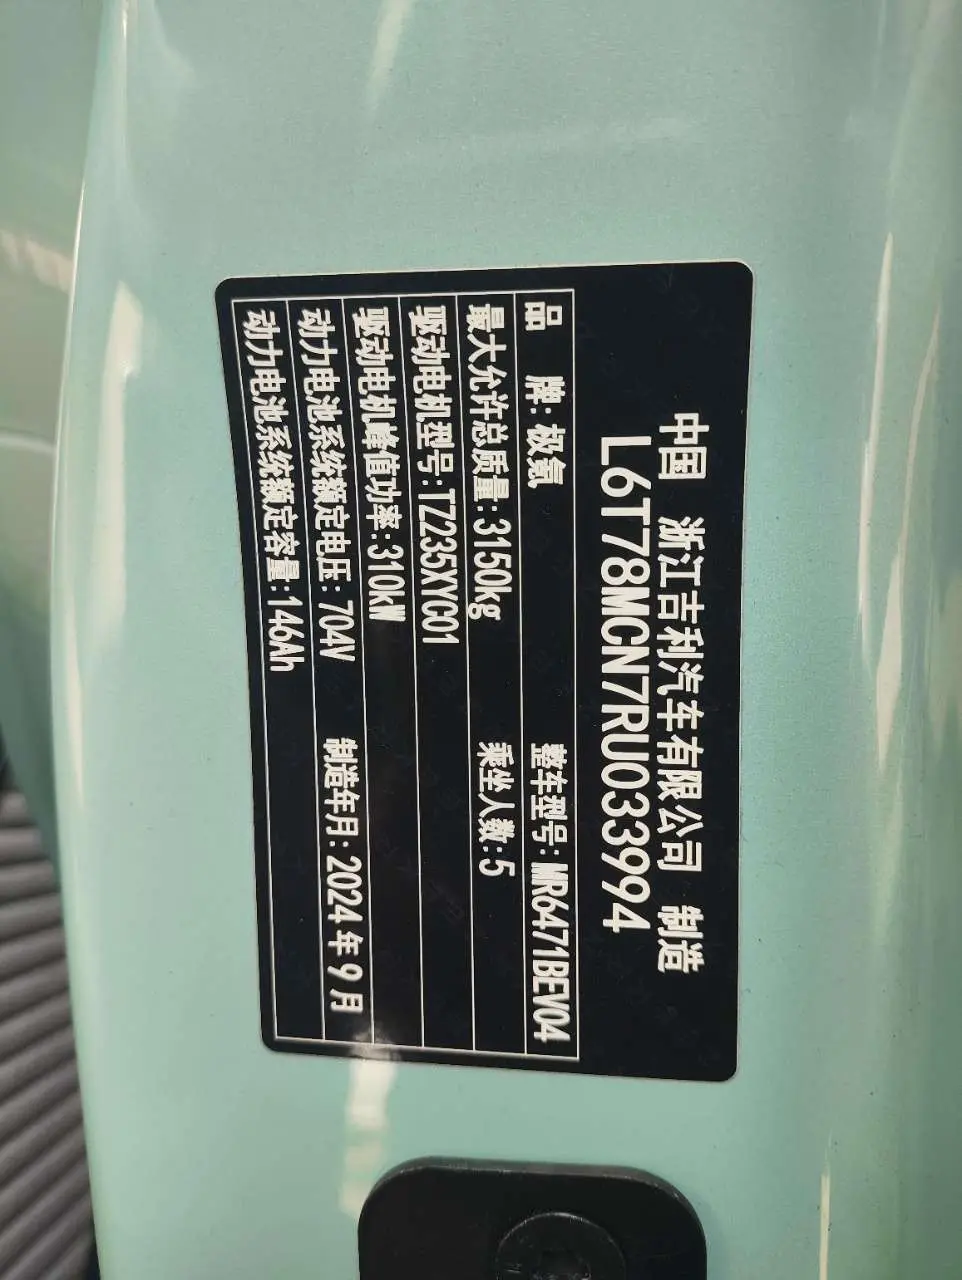 中国 浙江吉利汽车有限公司 制造
L6T78MCN7RU033994
品 牌: 极氪 整车型号: MR6471BEV04
最大允许总质量: 3150kg 乘坐人数: 5
驱动电机型号: TZ235XYC01
驱动电机峰值功率: 310kW
动力电池系统额定电压: 704V 制造年月: 2024 年 9 月
动力电池系统额定容量: 146Ah